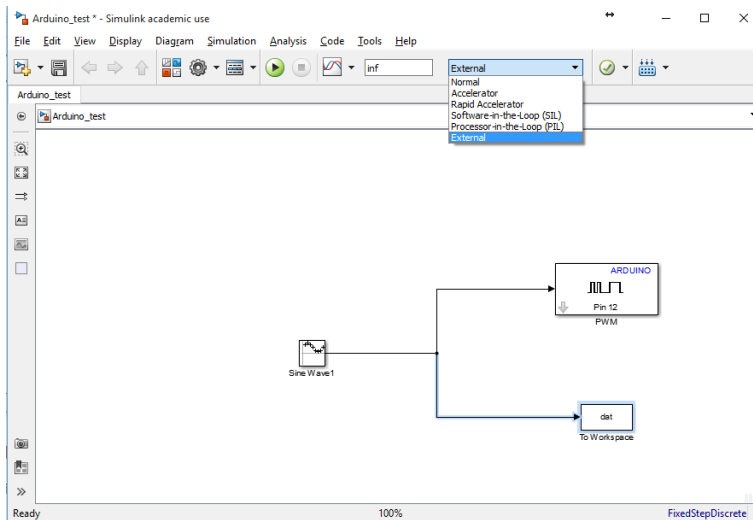 Arduino_test * - Simulink academic use
File Edit View Display Diagram Simulation Analysis Code Tools Help
inf External
Normal
Accelerator
Rapid Accelerator
Software-in-the-Loop (SIL)
Processor-in-the-Loop (PIL)
External
Arduino_test
Arduino_test
ARDUINO
Pin 12
PWM
Sine Wave1
dat
To Workspace
Ready 100% FixedStepDiscrete